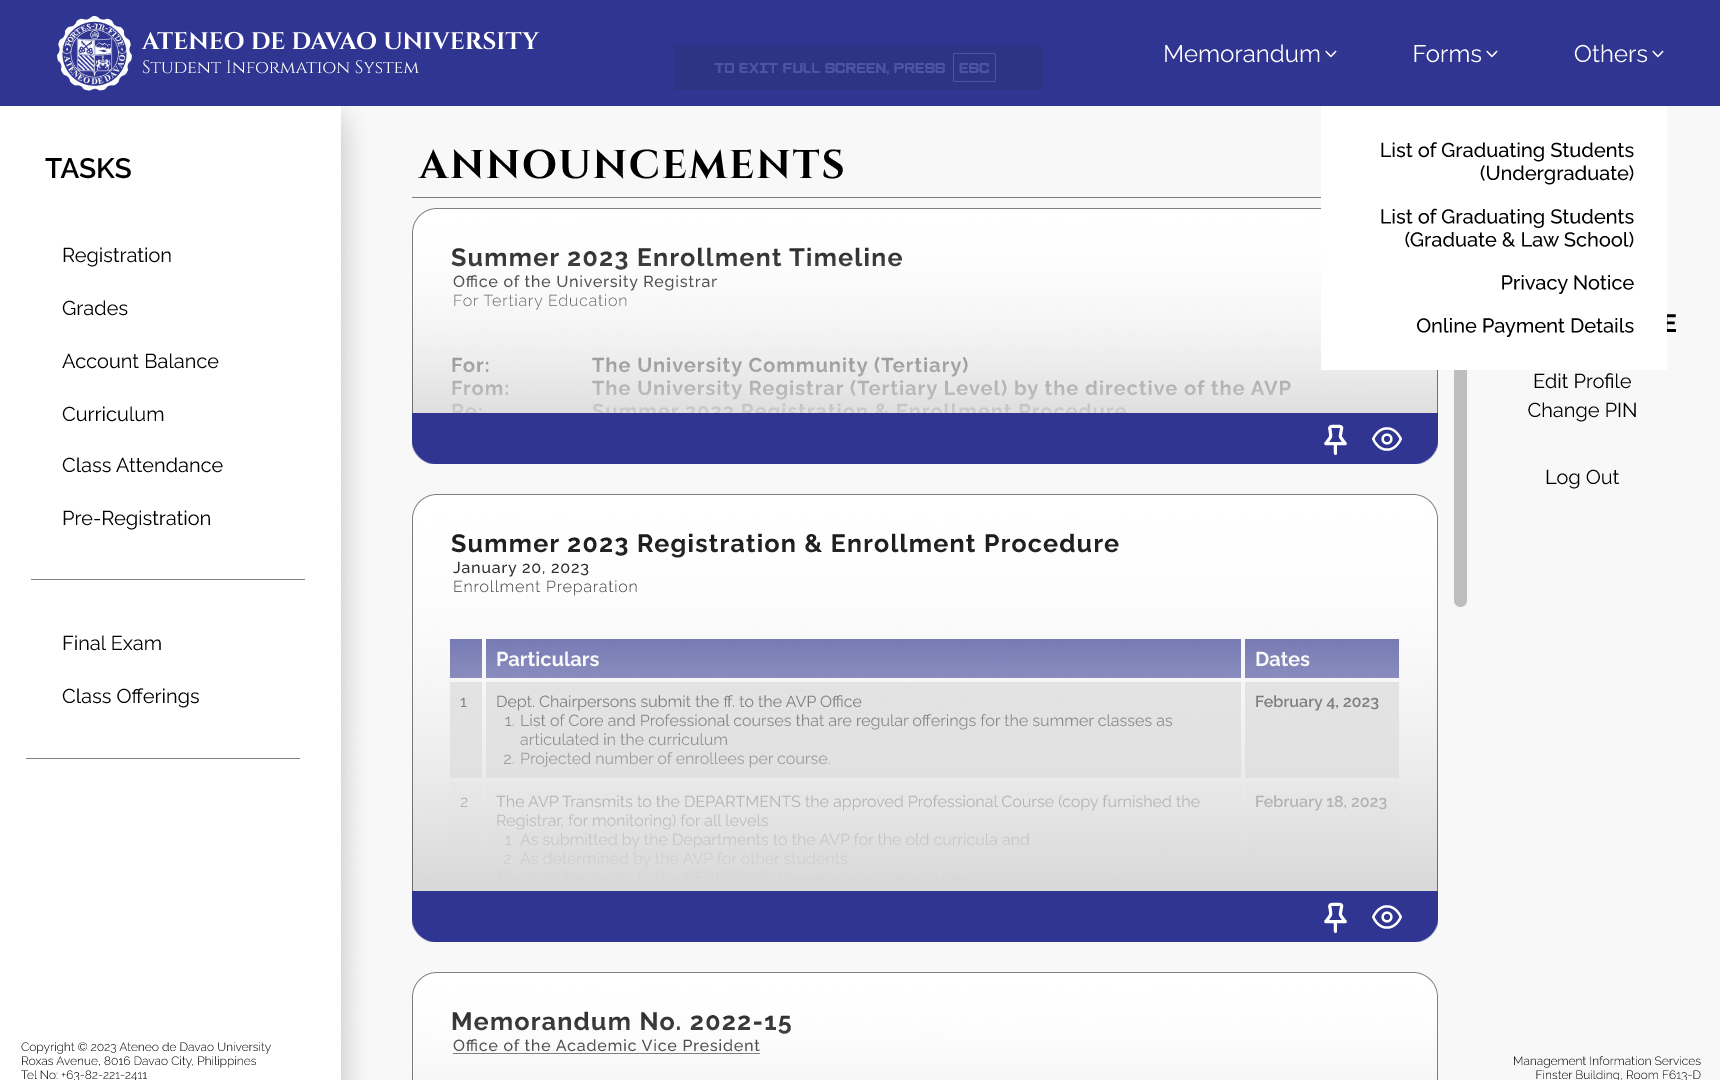 ATENEO DE DAVAO UNIVERSITY
STUDENT INFORMATION SYSTEM
TO EXIT FULL SCREEN, PRESS ESC
Memorandum
Forms
Others
List of Graduating Students
(Undergraduate)
List of Graduating Students
(Graduate & Law School)
Privacy Notice
Online Payment Details
E
Edit Profile
Change PIN
Log Out
TASKS
Registration
Grades
Account Balance
Curriculum
Class Attendance
Pre-Registration
Final Exam
Class Offerings
ANNOUNCEMENTS
Summer 2023 Enrollment Timeline
Office of the University Registrar
For Tertiary Education
For: The University Community (Tertiary)
From: The University Registrar (Tertiary Level) by the directive of the AVP
Re: Summer 2023 Registration & Enrollment Procedure
Summer 2023 Registration & Enrollment Procedure
January 20, 2023
Enrollment Preparation
Particulars Dates
1 Dept. Chairpersons submit the ff. to the AVP Office February 4, 2023
1. List of Core and Professional courses that are regular offerings for the summer classes as
articulated in the curriculum
2. Projected number of enrollees per course.
2 The AVP Transmits to the DEPARTMENTS the approved Professional Course (copy furnished the February 18, 2023
Registrar, for monitoring) for all levels
1. As submitted by the Departments to the AVP for the old curricula and
2. As determined by the AVP for other students
Memorandum No. 2022-15
Office of the Academic Vice President
Copyright © 2023 Ateneo de Davao University
Roxas Avenue, 8016 Davao City, Philippines
Tel No: +63-82-221-2411
Management Information Services
Finster Building, Room F613-D